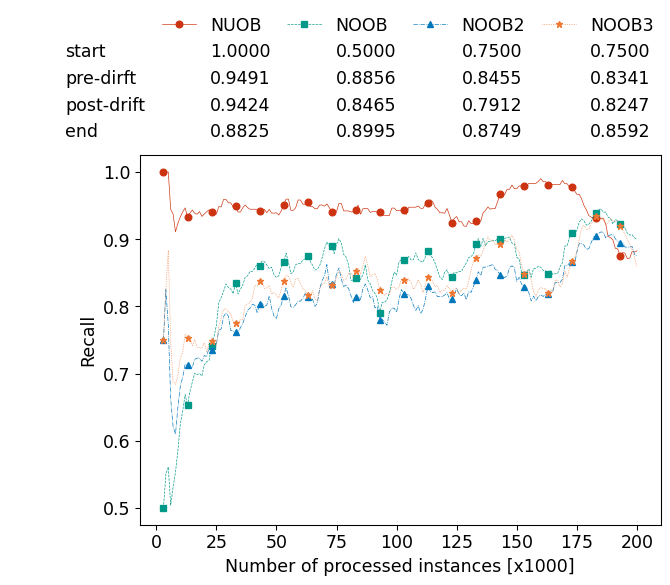 NUOB NOOB NOOB2 NOOB3
start 1.0000 0.5000 0.7500 0.7500
pre-dirft 0.9491 0.8856 0.8455 0.8341
post-drift 0.9424 0.8465 0.7912 0.8247
end 0.8825 0.8995 0.8749 0.8592
1.0
0.9
0.8
0.7
0.6
0.5
Recall
0 25 50 75 100 125 150 175 200
Number of processed instances [x1000]